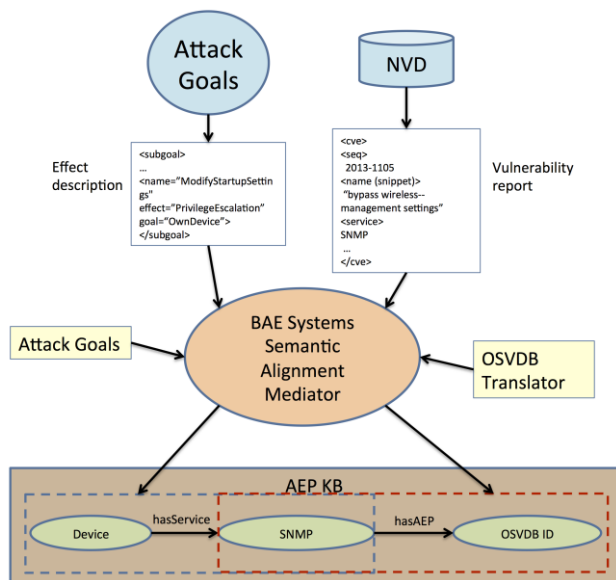 Attack
Goals
NVD
Effect
description
<subgoal>
...
<name="ModifyStartupSettin
gs"
effect="PrivilegeEscalation"
goal="OwnDevice">
</subgoal>
<cve>
<seq>
2013-1105
<name (snippet)>
"bypass wireless--
management settings"
<service>
SNMP
...
</cve>
Vulnerability
report
BAE Systems
Semantic
Alignment
Mediator
Attack Goals
OSVDB
Translator
AEP KB
Device
hasService
SNMP
hasAEP
OSVDB ID